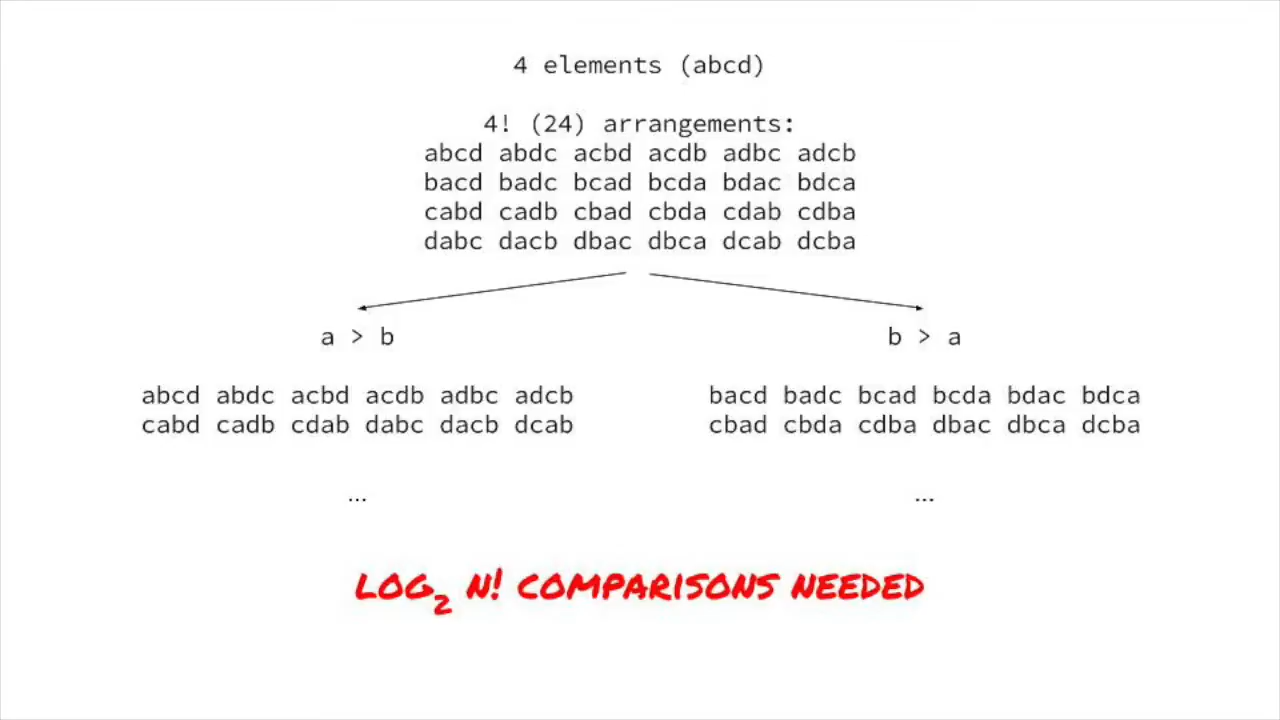 4 elements (abcd)
4! (24) arrangements:
abcd abdc acbd acdb adbc adcb
bacd badc bcad bcda bdac bdca
cabd cadb cbad cbda cdab cdba
dabc dacb dbac dbca dcab dcba
a > b
abcd abdc acbd acdb adbc adcb
cabd cadb cdab dabc dacb dcab
...
b > a
bacd badc bcad bcda bdac bdca
cbad cbda cdba dbac dbca dcba
...
LOG₂ N! COMPARISONS NEEDED